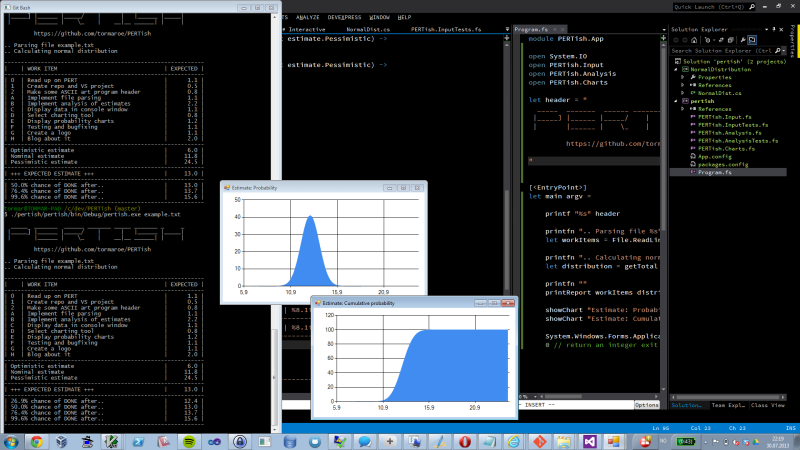 Git Bash
https://github.com/tormaroe/PERTish
.. Parsing file example.txt
.. Calculating normal distribution
| | WORK ITEM | EXPECTED |
| 0 | Read up on PERT | 1.1 |
| 1 | Create repo and VS project | 0.5 |
| 2 | Make some ASCII art program header | 0.8 |
| A | Implement file parsing | 1.1 |
| B | Implement analysis of estimates | 2.2 |
| C | Display data in console window | 1.1 |
| D | Select charting tool | 0.8 |
| E | Display probability charts | 1.2 |
| F | Testing and bugfixing | 1.1 |
| G | Create a logo | 1.1 |
| H | Blog about it | 2.0 |
Optimistic estimate | 6.0 |
Nominal estimate | 11.8 |
Pessimistic estimate | 24.5 |
+++ EXPECTED ESTIMATE +++ | 13.0 |
| 50.0% chance of DONE after.. | 13.0 |
| 76.4% chance of DONE after.. | 13.7 |
| 99.6% chance of DONE after.. | 15.6 |
tormar@TORMAR-PAD /c/dev/PERTish (master)
$ ./pertish/pertish/bin/Debug/pertish.exe example.txt
https://github.com/tormaroe/PERTish
.. Parsing file example.txt
.. Calculating normal distribution
| | WORK ITEM | EXPECTED |
| 0 | Read up on PERT | 1.1 |
| 1 | Create repo and VS project | 0.5 |
| 2 | Make some ASCII art program header | 0.8 |
| A | Implement file parsing | 1.1 |
| B | Implement analysis of estimates | 2.2 |
| C | Display data in console window | 1.1 |
| D | Select charting tool | 0.8 |
| E | Display probability charts | 1.2 |
| F | Testing and bugfixing | 1.1 |
| G | Create a logo | 1.1 |
| H | Blog about it | 2.0 |
Optimistic estimate | 6.0 |
Nominal estimate | 11.8 |
Pessimistic estimate | 24.5 |
+++ EXPECTED ESTIMATE +++ | 13.0 |
| 26.9% chance of DONE after.. | 12.4 |
| 50.0% chance of DONE after.. | 13.0 |
| 76.4% chance of DONE after.. | 13.7 |
| 99.6% chance of DONE after.. | 15.6 |
ANALYZE DEVEXPRESS WINDOW HELP
Quick Launch (Ctrl+Q)
Interactive NormalDist.cs PERTish.InputTests.fs
estimate.Pessimistic) ->
estimate.Pessimistic) ->
Estimate: Probability
50
40
30
20
10
0
5.9 10.9 15.9 20.9
Estimate: Cumulative probability
120
100
80
60
40
20
0
5.9 10.9 15.9 20.9
Program.fs
module PERTish.App
open System.IO
open PERTish.Input
open PERTish.Analysis
open PERTish.Charts
let header = "
https://github.com/tormar
"
[<EntryPoint>]
let main argv =
printf "%s" header
printfn ".. Parsing file %s
let workItems = File.ReadLin
printfn ".. Calculating norm
let distribution = getTotal
printfn ""
printReport workItems distr
showChart "Estimate: Probab
showChart "Estimate: Cumula
System.Windows.Forms.Applica
0 // return an integer exit
-- INSERT --
Options
Solution Explorer
Search Solution Explorer (Ctrl+
Solution 'pertish' (2 projects)
NormalDistribution
Properties
References
NormalDist.cs
pertish
References
PERTish.Input.fs
PERTish.InputTests.fs
PERTish.Analysis.fs
PERTish.AnalysisTests.fs
PERTish.Charts.fs
App.config
packages.config
Program.fs
Solution... Team Expl... Class View
Ln 9
Col 23
Ch 23
INS
NO
22:19
30.07.2013